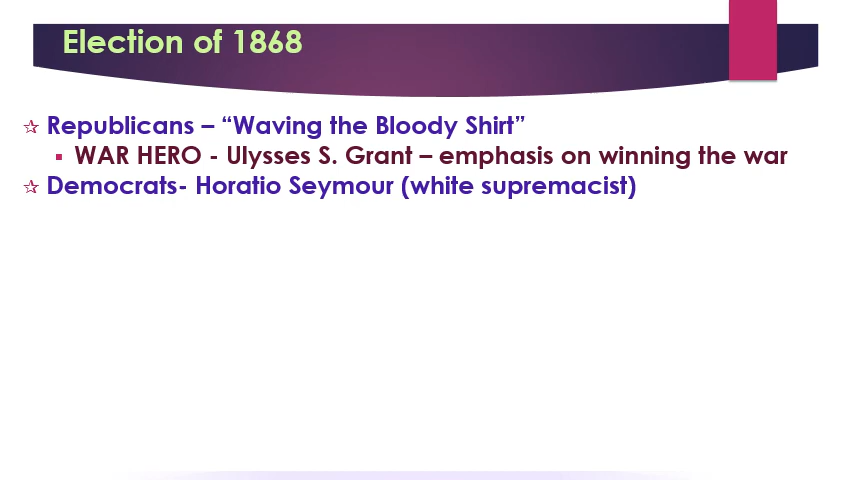 Election of 1868
Republicans – “Waving the Bloody Shirt”
WAR HERO - Ulysses S. Grant – emphasis on winning the war
Democrats- Horatio Seymour (white supremacist)